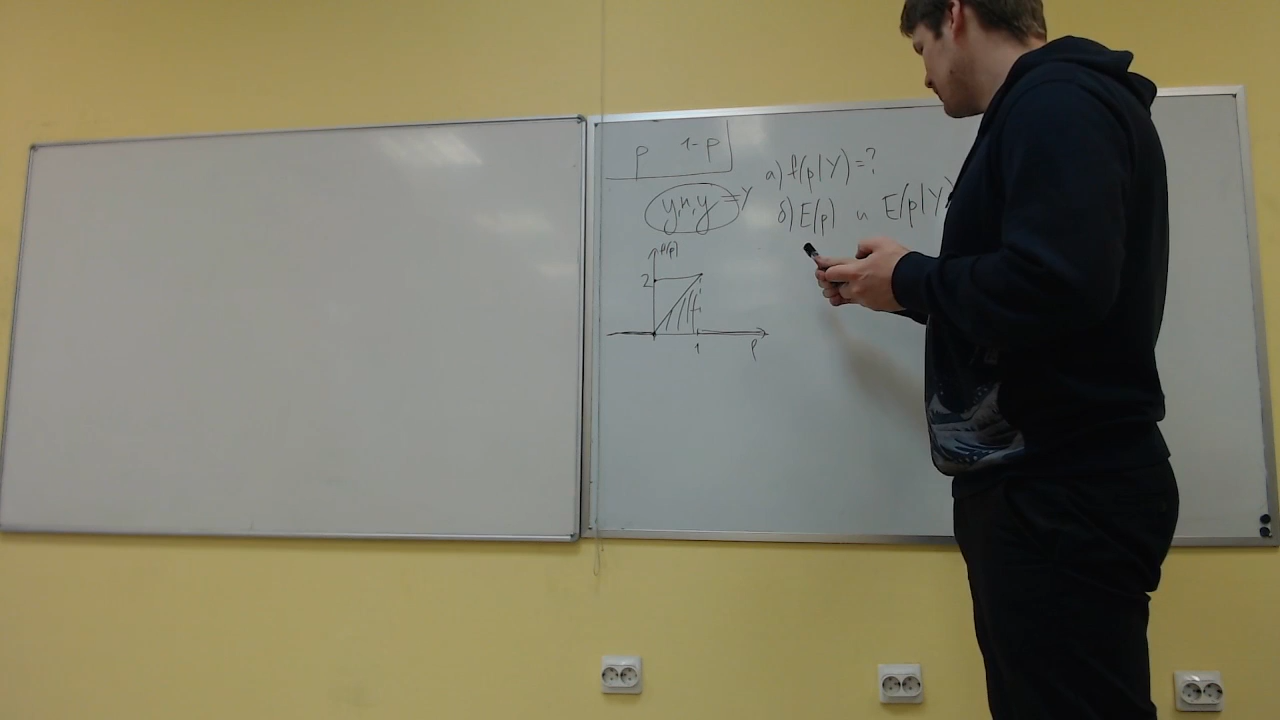 p 1-p
y, н, y = Y
f(p)
2
1 p
а) f(p|Y)=?
б) E(p) и E(p|Y)